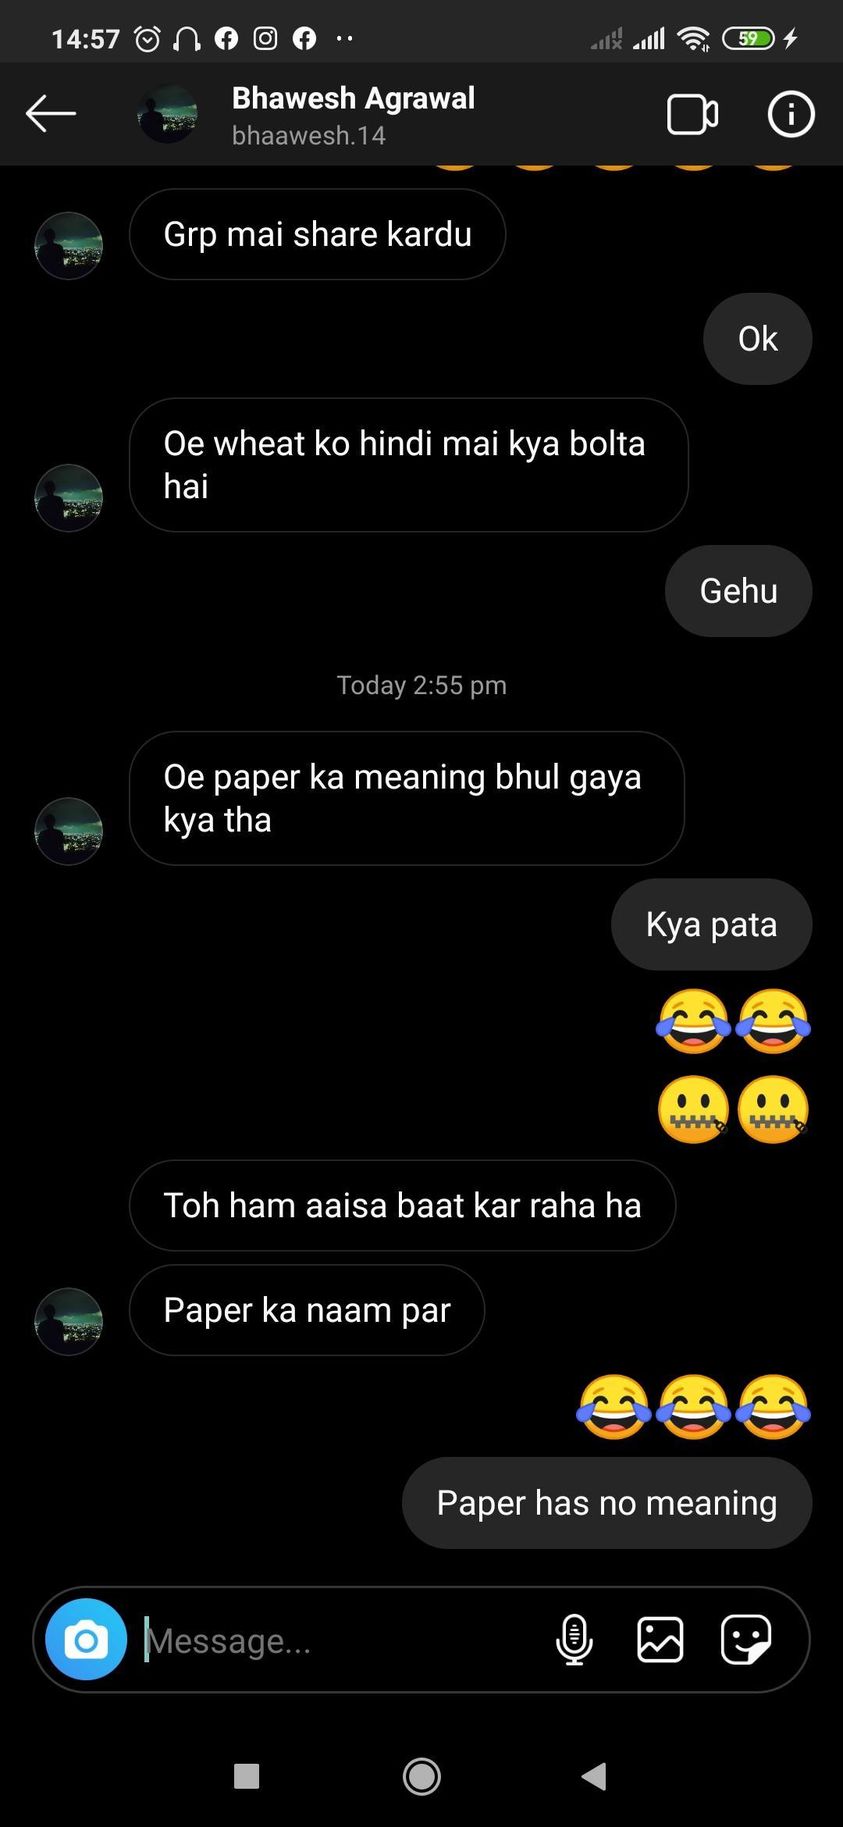 14:57
59
Bhawesh Agrawal
bhaawesh.14
Grp mai share kardu
Ok
Oe wheat ko hindi mai kya bolta
hai
Gehu
Today 2:55 pm
Oe paper ka meaning bhul gaya
kya tha
Kya pata
😂😂
🤐🤐
Toh ham aaisa baat kar raha ha
Paper ka naam par
😂😂😂
Paper has no meaning
Message...